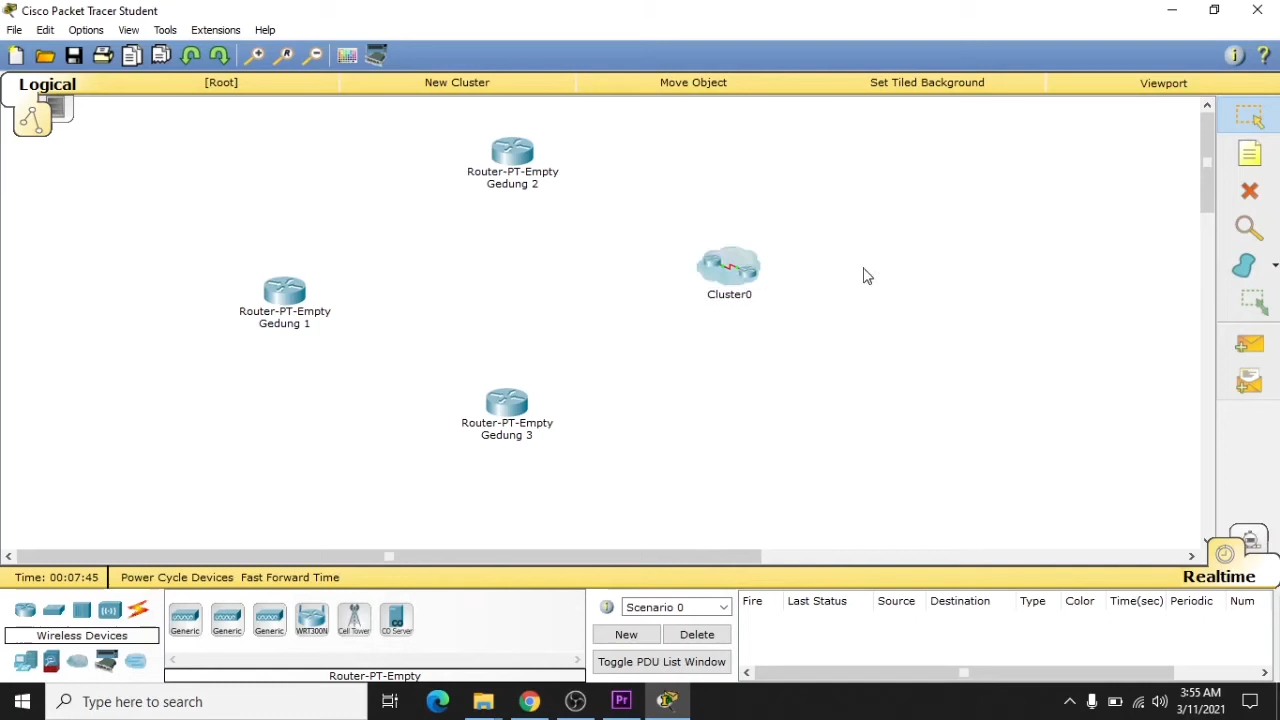 Cisco Packet Tracer Student
File Edit Options View Tools Extensions Help
Logical [Root] New Cluster Move Object Set Tiled Background Viewport
Router-PT-Empty
Gedung 2
Cluster0
Router-PT-Empty
Gedung 1
Router-PT-Empty
Gedung 3
Time: 00:07:45 Power Cycle Devices Fast Forward Time Realtime
Generic Generic Generic WRT300N Cell Tower CO Server
Wireless Devices
Router-PT-Empty
Scenario 0
New Delete
Toggle PDU List Window
Fire Last Status Source Destination Type Color Time(sec) Periodic Num
Type here to search
Pr
3:55 AM
3/11/2021